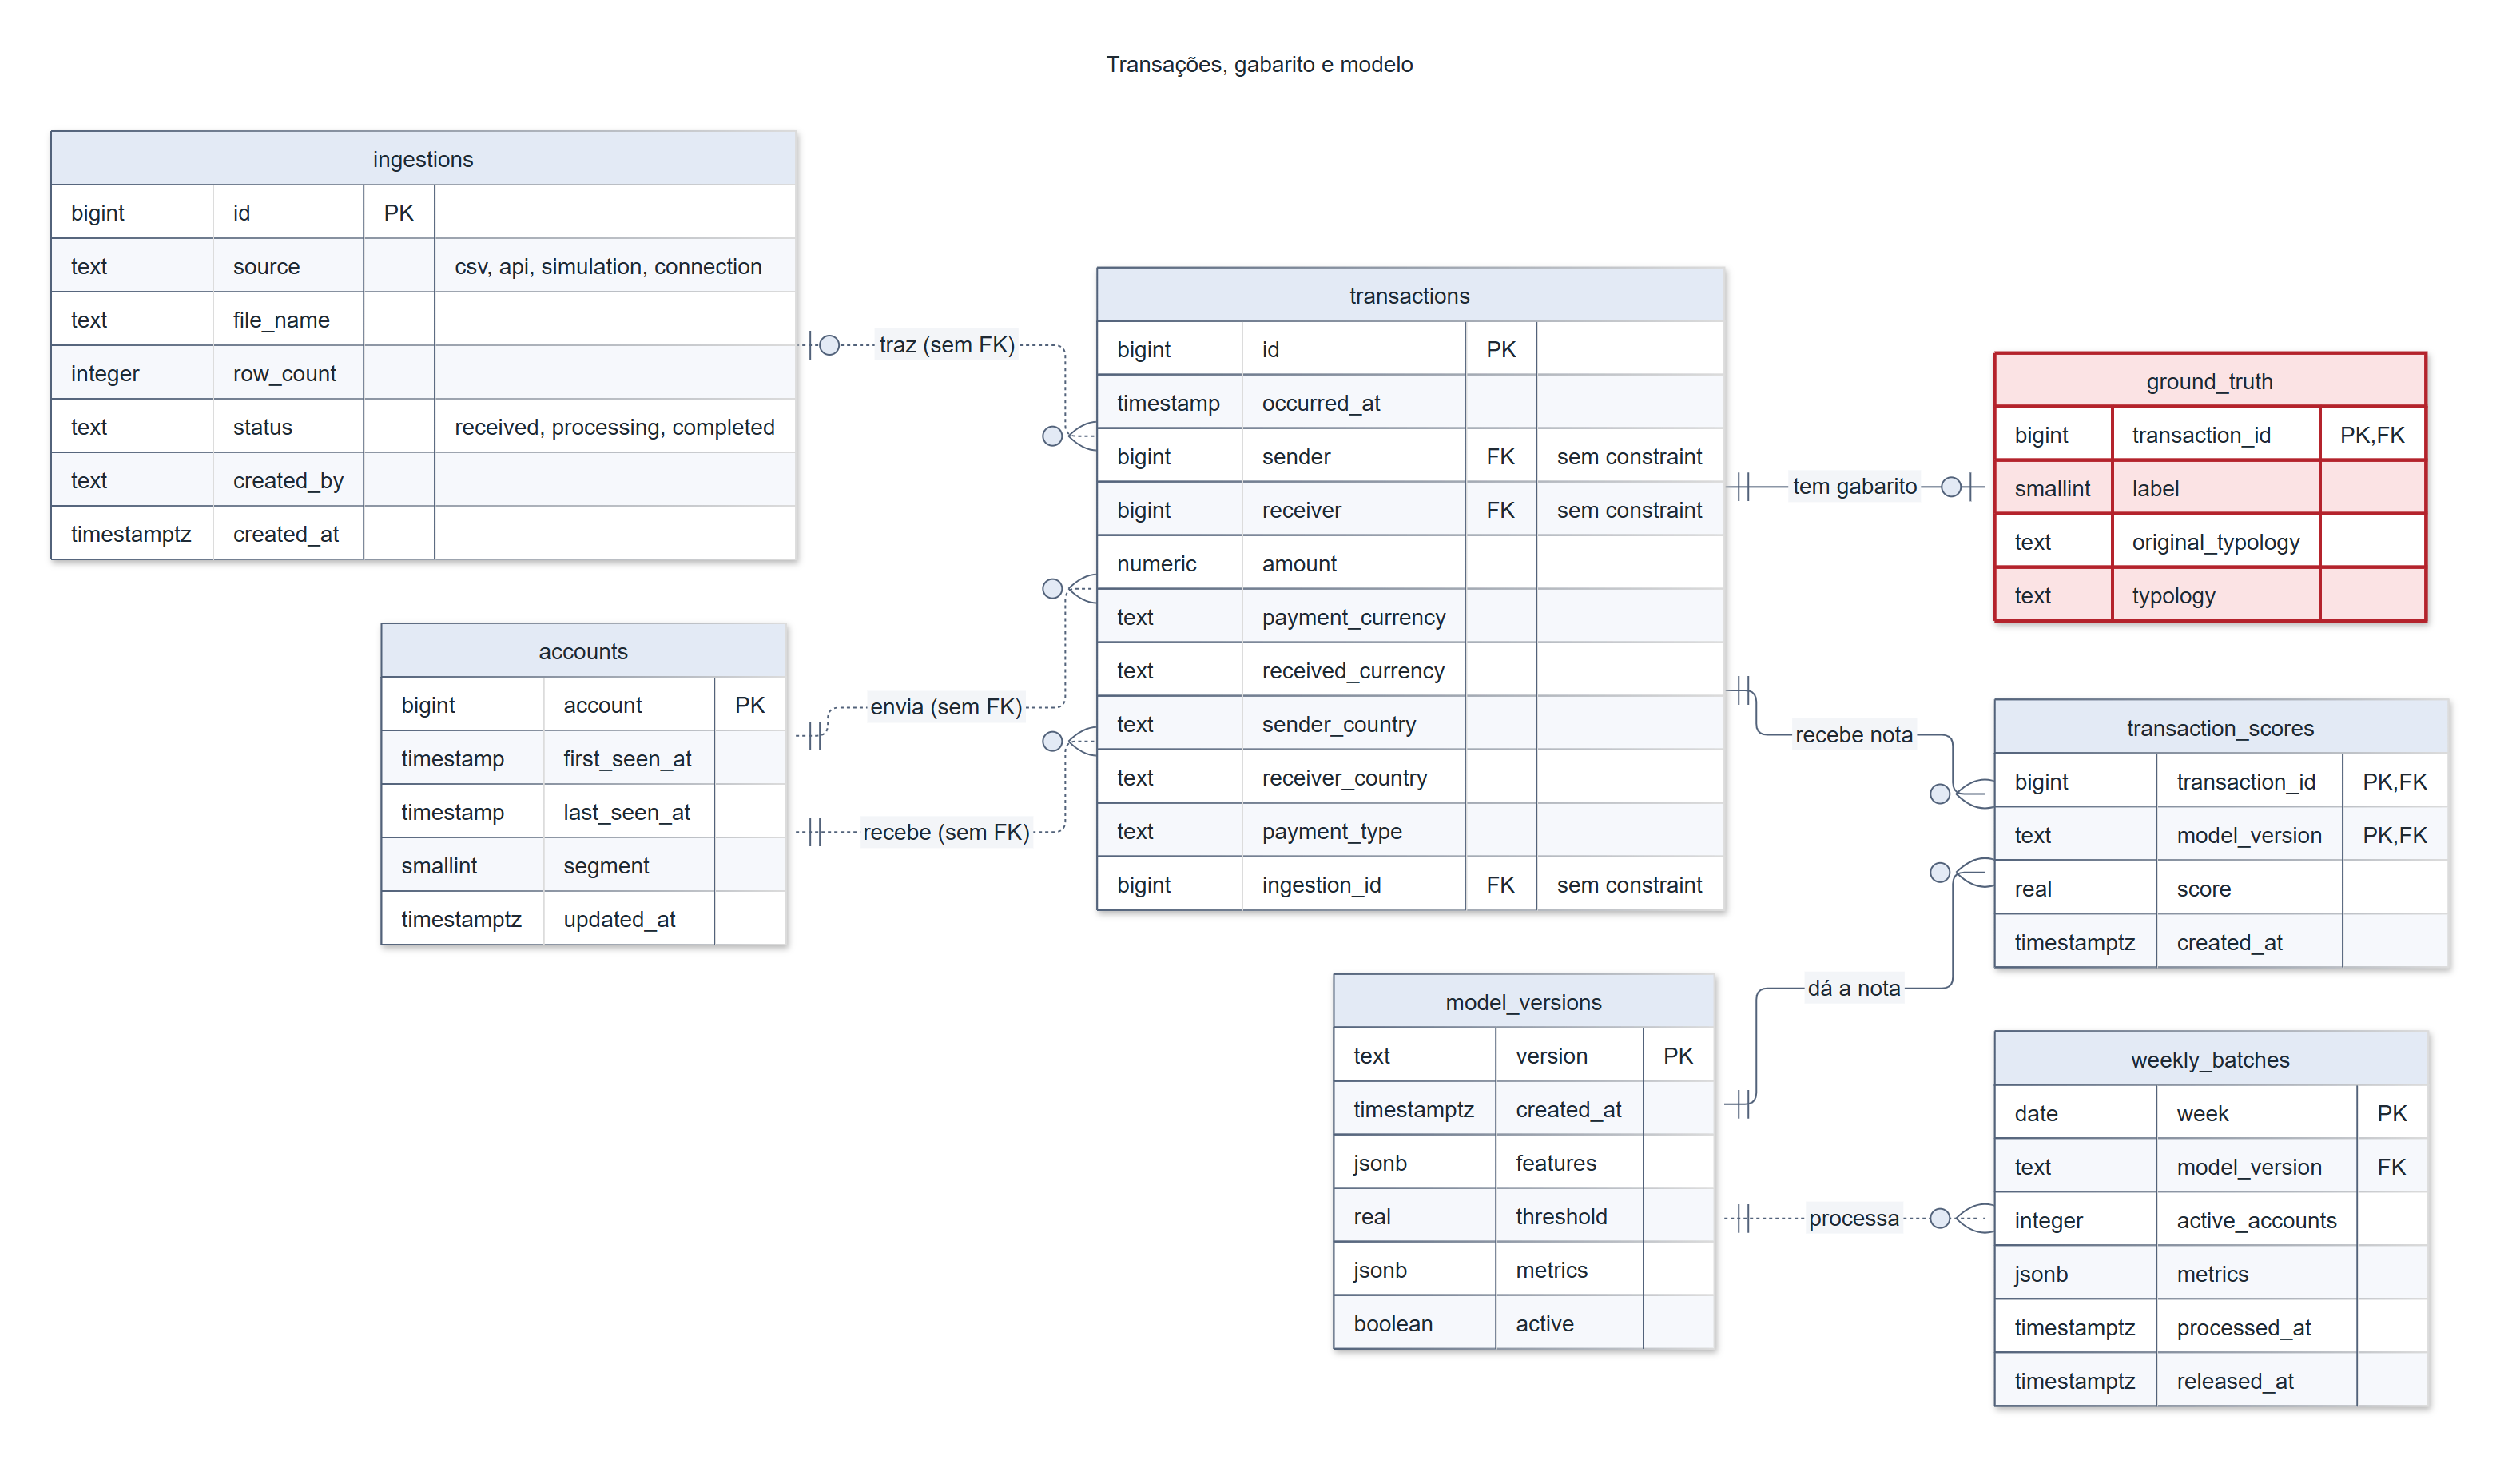 Transações, gabarito e modelo
ingestions
bigint id PK
text source csv, api, simulation, connection
text file_name
integer row_count
text status received, processing, completed
text created_by
timestamptz created_at
traz (sem FK)
accounts
bigint account PK
timestamp first_seen_at
timestamp last_seen_at
smallint segment
timestamptz updated_at
envia (sem FK)
recebe (sem FK)
transactions
bigint id PK
timestamp occurred_at
bigint sender FK sem constraint
bigint receiver FK sem constraint
numeric amount
text payment_currency
text received_currency
text sender_country
text receiver_country
text payment_type
bigint ingestion_id FK sem constraint
tem gabarito
ground_truth
bigint transaction_id PK,FK
smallint label
text original_typology
text typology
recebe nota
transaction_scores
bigint transaction_id PK,FK
text model_version PK,FK
real score
timestamptz created_at
dá a nota
model_versions
text version PK
timestamptz created_at
jsonb features
real threshold
jsonb metrics
boolean active
processa
weekly_batches
date week PK
text model_version FK
integer active_accounts
jsonb metrics
timestamptz processed_at
timestamptz released_at